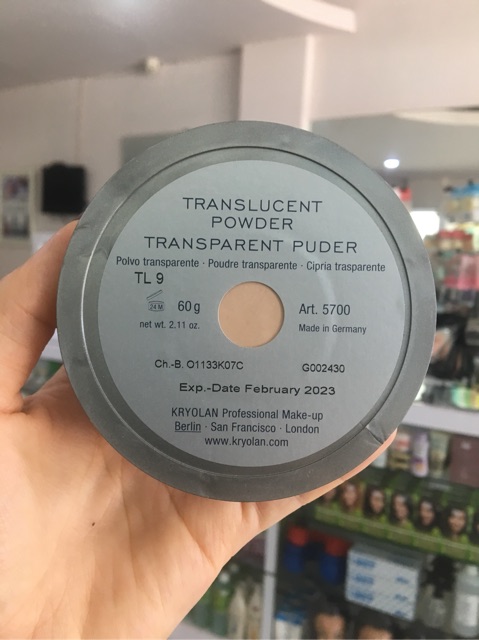 TRANSLUCENT
POWDER
TRANSPARENT PUDER
Polvo transparente · Poudre transparente · Cipria trasparente
TL 9
24 M
60 g
net wt. 2.11 oz.
Art. 5700
Made in Germany
Ch.-B. O1133K07C
G002430
Exp.-Date February 2023
KRYOLAN Professional Make-up
Berlin · San Francisco · London
www.kryolan.com